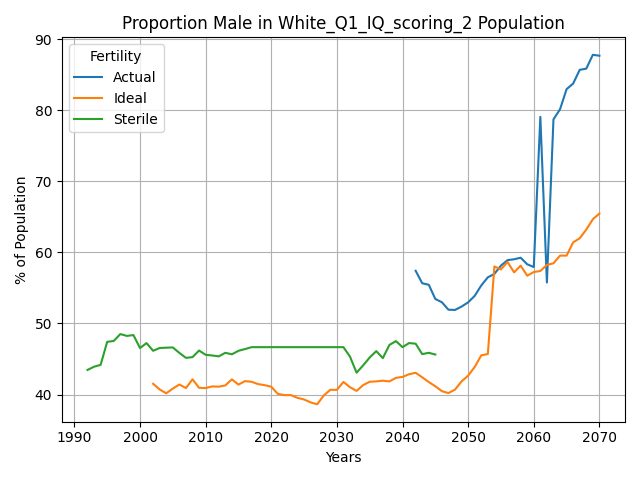 Proportion Male in White_Q1_IQ_scoring_2 Population
Fertility
Actual
Ideal
Sterile
% of Population
90
80
70
60
50
40
1990
2000
2010
2020
2030
2040
2050
2060
2070
Years